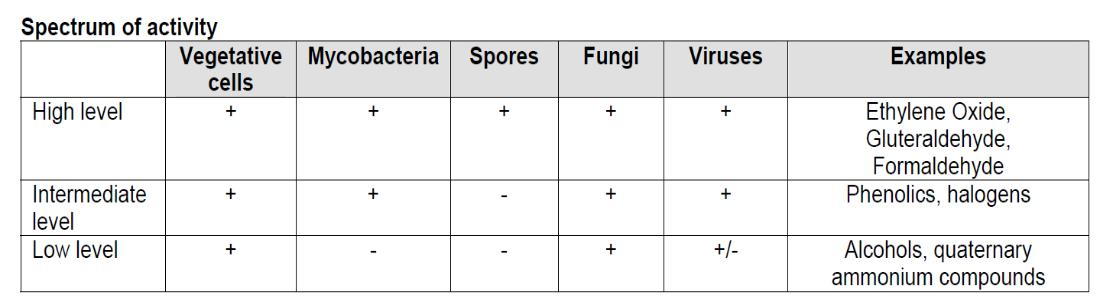 Spectrum of activity
Vegetative cells Mycobacteria Spores Fungi Viruses Examples
High level + + + + + Ethylene Oxide,
Gluteraldehyde,
Formaldehyde
Intermediate + + - + + Phenolics, halogens
level
Low level + - - + +/- Alcohols, quaternary
ammonium compounds